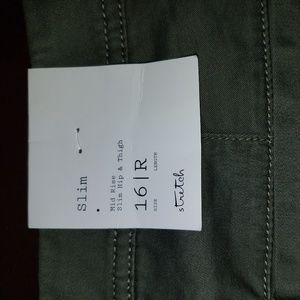 Slim
Mid Rise
Slim Hip & Thigh
16|R
SIZE LENGTH
stretch